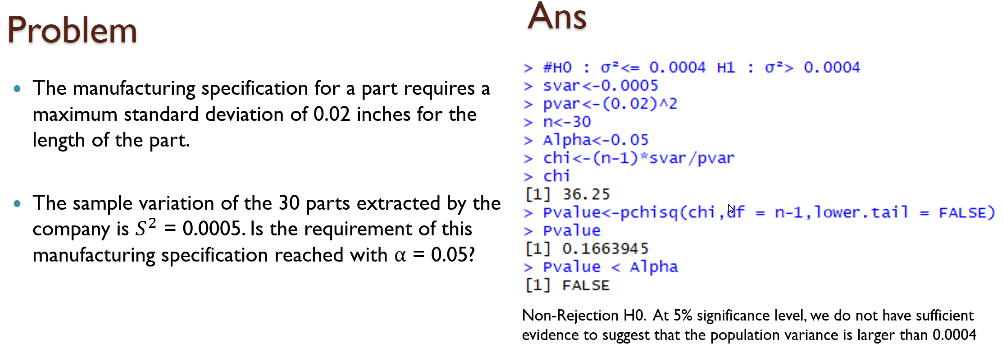 Problem
• The manufacturing specification for a part requires a
maximum standard deviation of 0.02 inches for the
length of the part.
• The sample variation of the 30 parts extracted by the
company is S² = 0.0005. Is the requirement of this
manufacturing specification reached with α = 0.05?
Ans
> #H0 : σ²<= 0.0004 H1 : σ²> 0.0004
> svar<-0.0005
> pvar<-(0.02)^2
> n<-30
> Alpha<-0.05
> chi<-(n-1)*svar/pvar
> chi
[1] 36.25
> Pvalue<-pchisq(chi,df = n-1,lower.tail = FALSE)
> Pvalue
[1] 0.1663945
> Pvalue < Alpha
[1] FALSE
Non-Rejection H0. At 5% significance level, we do not have sufficient
evidence to suggest that the population variance is larger than 0.0004